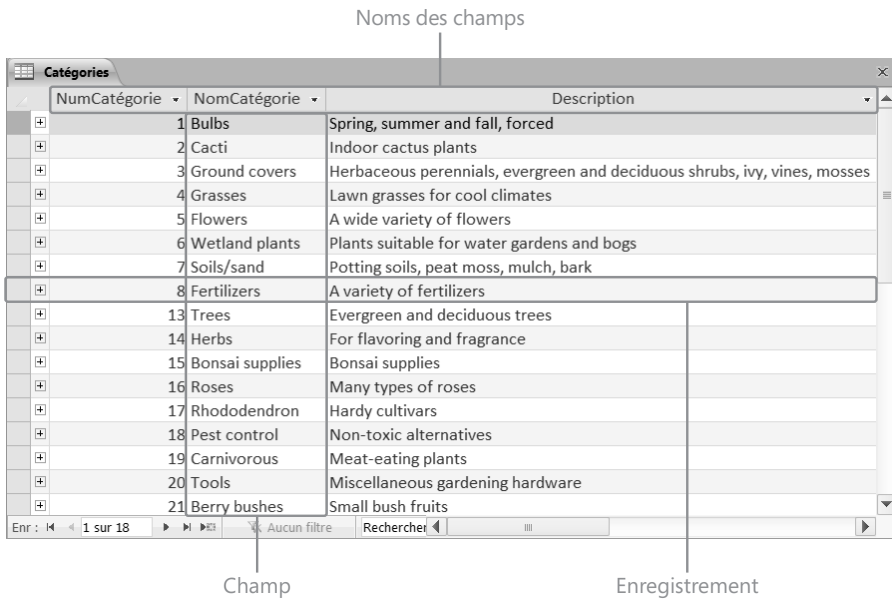 Noms des champs
Catégories
NumCatégorie NomCatégorie Description
1 Bulbs Spring, summer and fall, forced
2 Cacti Indoor cactus plants
3 Ground covers Herbaceous perennials, evergreen and deciduous shrubs, ivy, vines, mosses
4 Grasses Lawn grasses for cool climates
5 Flowers A wide variety of flowers
6 Wetland plants Plants suitable for water gardens and bogs
7 Soils/sand Potting soils, peat moss, mulch, bark
8 Fertilizers A variety of fertilizers
13 Trees Evergreen and deciduous trees
14 Herbs For flavoring and fragrance
15 Bonsai supplies Bonsai supplies
16 Roses Many types of roses
17 Rhododendron Hardy cultivars
18 Pest control Non-toxic alternatives
19 Carnivorous Meat-eating plants
20 Tools Miscellaneous gardening hardware
21 Berry bushes Small bush fruits
Enr : 1 sur 18 Aucun filtre Rechercher
Champ Enregistrement